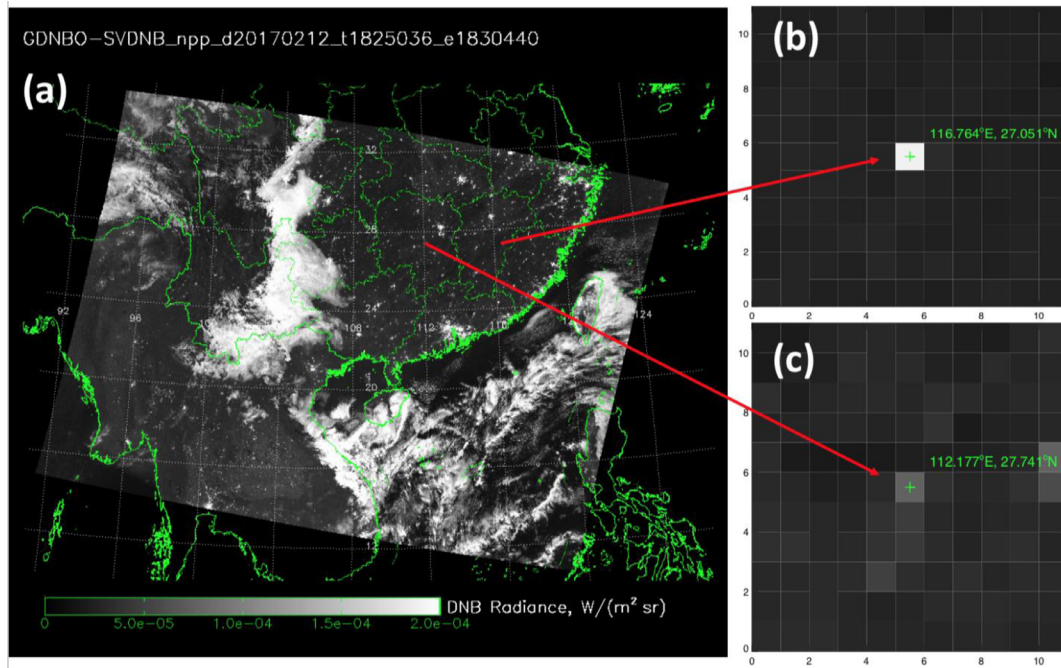 GDNBO-SVDNB_npp_d20170212_t1825036_e1830440
(a)
32
28
24
92
96
108
112
124
20
DNB Radiance, W/(m² sr)
0 5.0e-05 1.0e-04 1.5e-04 2.0e-04
(b)
10
8
6
4
2
0
116.764°E, 27.051°N
0 2 4 6 8 10
(c)
10
8
6
4
2
0
112.177°E, 27.741°N
0 2 4 6 8 10